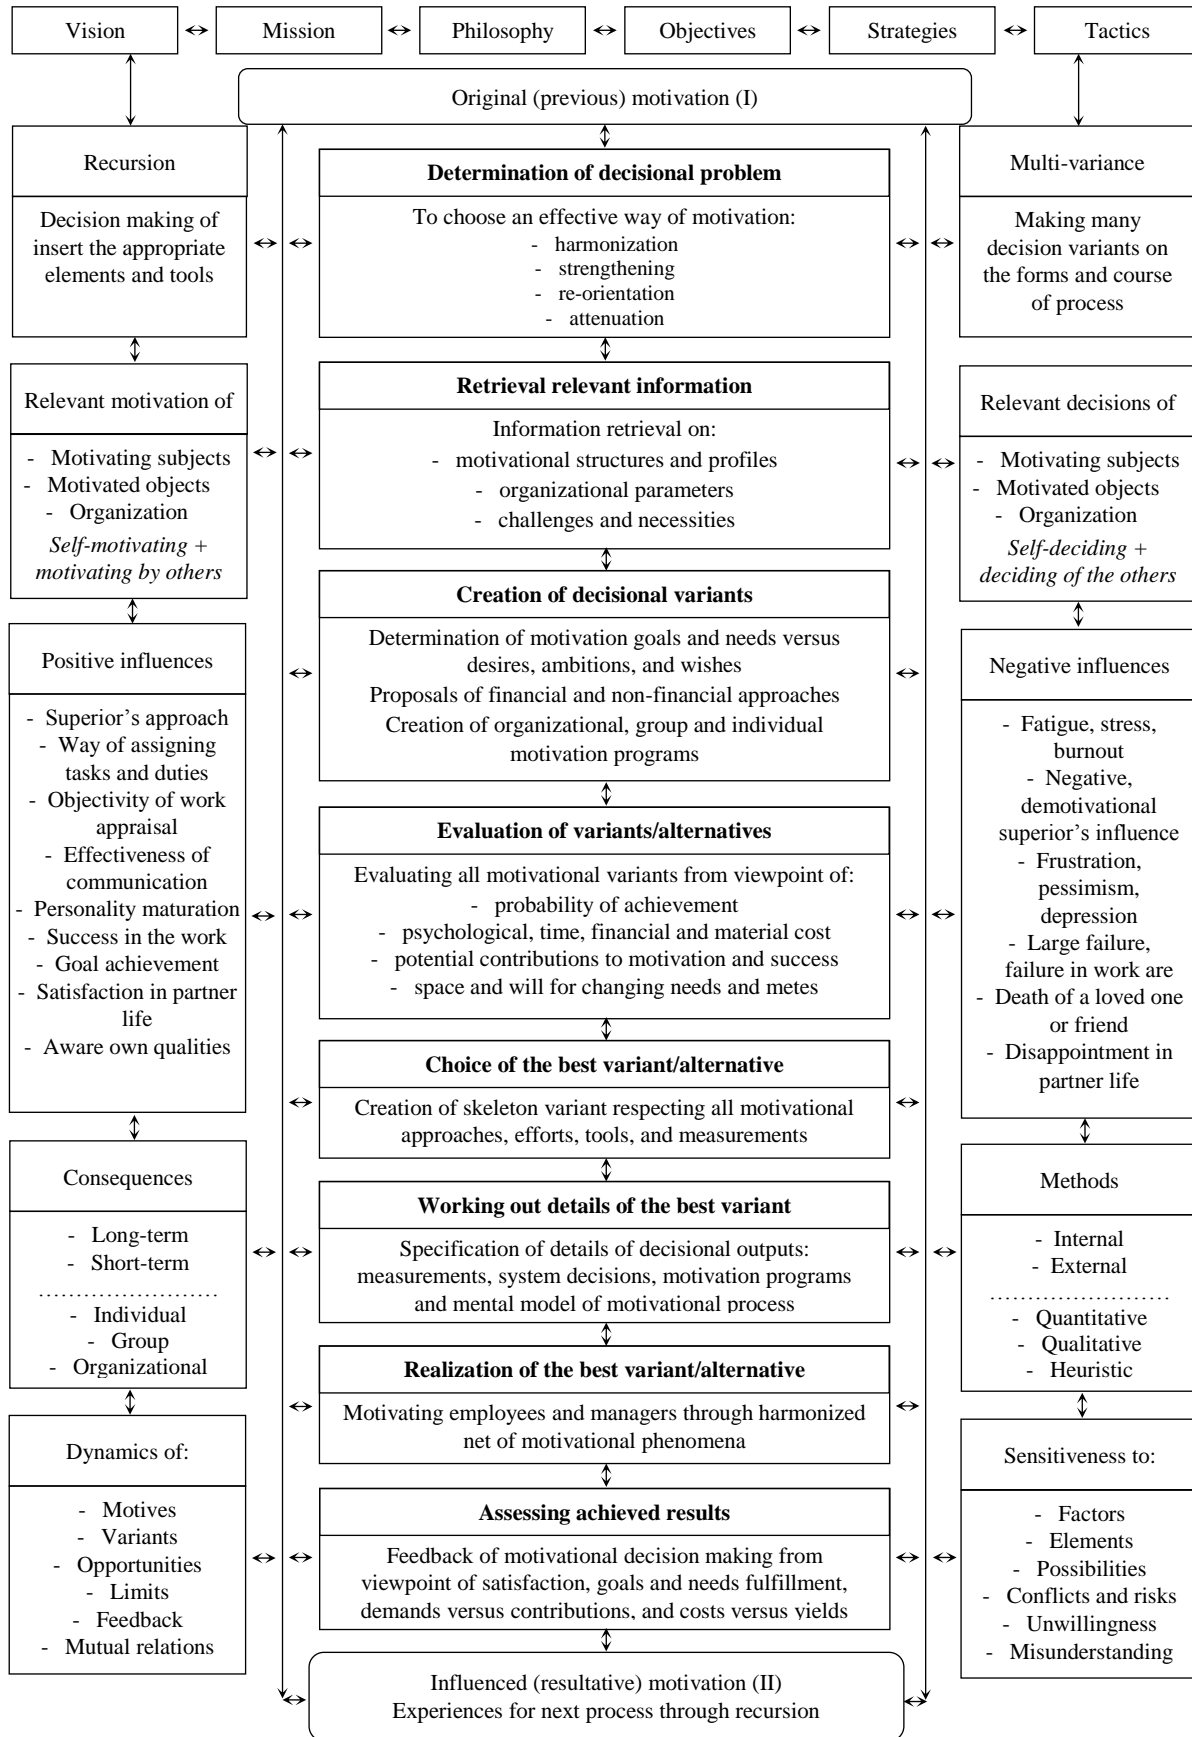 Vision
Mission
Philosophy
Objectives
Strategies
Tactics
Original (previous) motivation (I)
Recursion
Decision making of
insert the appropriate
elements and tools
Relevant motivation of
- Motivating subjects
- Motivated objects
- Organization
Self-motivating +
motivating by others
Positive influences
- Superior’s approach
- Way of assigning
tasks and duties
- Objectivity of work
appraisal
- Effectiveness of
communication
- Personality maturation
- Success in the work
- Goal achievement
- Satisfaction in partner
life
- Aware own qualities
Consequences
- Long-term
- Short-term
........................
- Individual
- Group
- Organizational
Dynamics of:
- Motives
- Variants
- Opportunities
- Limits
- Feedback
- Mutual relations
Determination of decisional problem
To choose an effective way of motivation:
- harmonization
- strengthening
- re-orientation
- attenuation
Retrieval relevant information
Information retrieval on:
- motivational structures and profiles
- organizational parameters
- challenges and necessities
Creation of decisional variants
Determination of motivation goals and needs versus
desires, ambitions, and wishes
Proposals of financial and non-financial approaches
Creation of organizational, group and individual
motivation programs
Evaluation of variants/alternatives
Evaluating all motivational variants from viewpoint of:
- probability of achievement
- psychological, time, financial and material cost
- potential contributions to motivation and success
- space and will for changing needs and metes
Choice of the best variant/alternative
Creation of skeleton variant respecting all motivational
approaches, efforts, tools, and measurements
Working out details of the best variant
Specification of details of decisional outputs:
measurements, system decisions, motivation programs
and mental model of motivational process
Realization of the best variant/alternative
Motivating employees and managers through harmonized
net of motivational phenomena
Assessing achieved results
Feedback of motivational decision making from
viewpoint of satisfaction, goals and needs fulfillment,
demands versus contributions, and costs versus yields
Influenced (resultative) motivation (II)
Experiences for next process through recursion
Multi-variance
Making many
decision variants on
the forms and course
of process
Relevant decisions of
- Motivating subjects
- Motivated objects
- Organization
Self-deciding +
deciding of the others
Negative influences
- Fatigue, stress,
burnout
- Negative,
demotivational
superior’s influence
- Frustration,
pessimism,
depression
- Large failure,
failure in work are
- Death of a loved one
or friend
- Disappointment in
partner life
Methods
- Internal
- External
........................
- Quantitative
- Qualitative
- Heuristic
Sensitiveness to:
- Factors
- Elements
- Possibilities
- Conflicts and risks
- Unwillingness
- Misunderstanding